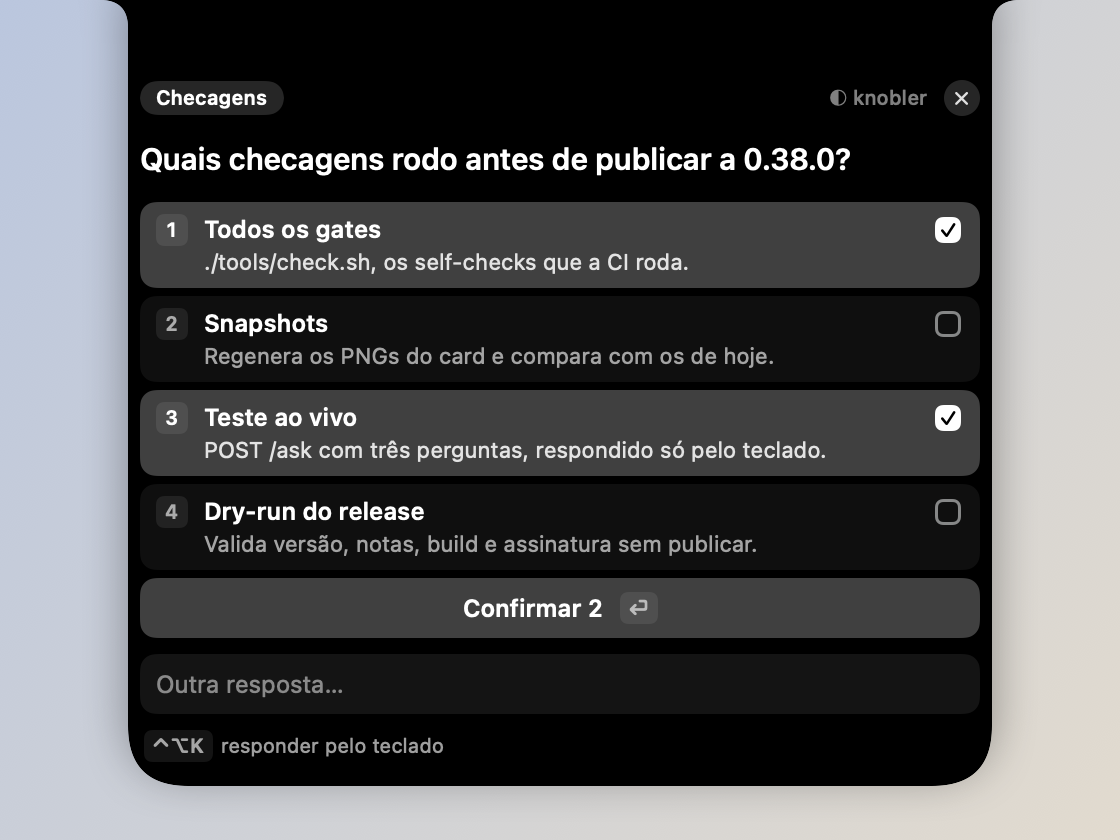 Checagens
knobler
Quais checagens rodo antes de publicar a 0.38.0?
1 Todos os gates
./tools/check.sh, os self-checks que a CI roda.
2 Snapshots
Regenera os PNGs do card e compara com os de hoje.
3 Teste ao vivo
POST /ask com três perguntas, respondido só pelo teclado.
4 Dry-run do release
Valida versão, notas, build e assinatura sem publicar.
Confirmar 2
Outra resposta...
⌃⌥K responder pelo teclado